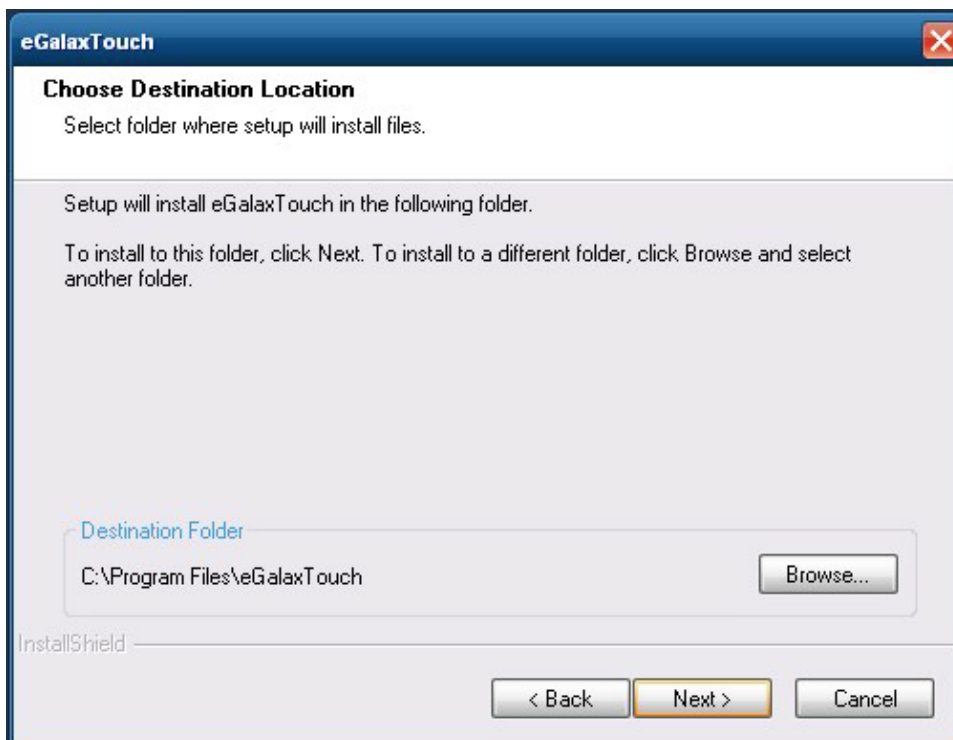 eGalaxTouch
Choose Destination Location
Select folder where setup will install files.
Setup will install eGalaxTouch in the following folder.
To install to this folder, click Next. To install to a different folder, click Browse and select
another folder.
Destination Folder
C:\Program Files\eGalaxTouch
Browse...
InstallShield
< Back
Next >
Cancel